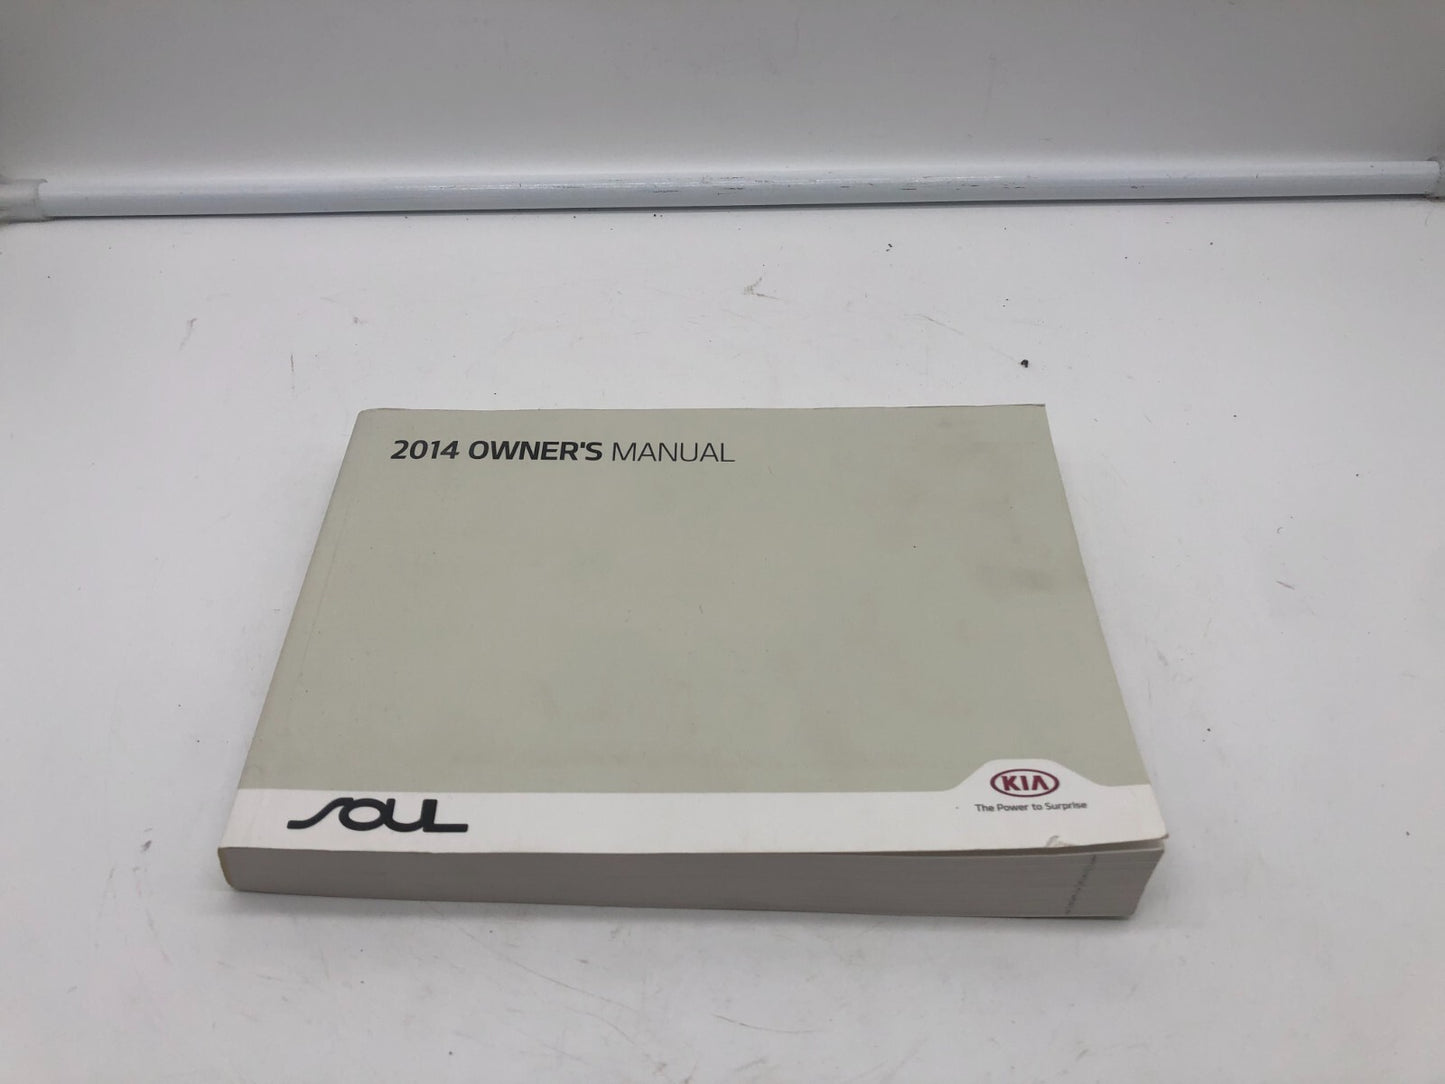 2014 OWNER'S MANUAL
SOUL
KIA
The Power to Surprise